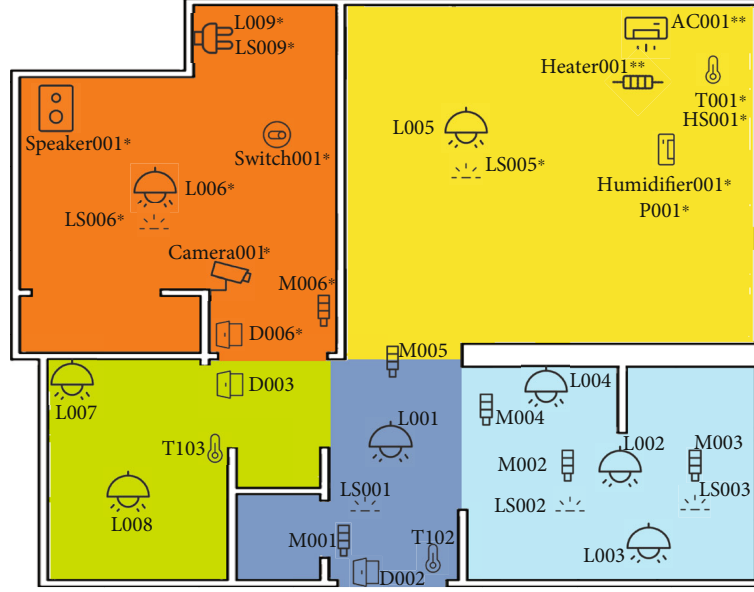 L009*
LS009*
AC001**
Heater001**
T001*
HS001*
L005
Speaker001*
Switch001*
LS005*
Humidifier001*
P001*
L006*
LS006*
Camera001*
M006*
D006*
M005
L007
D003
L004
M004
L001
T103
L002
M003
M002
L008
LS001
LS002
LS003
M001
T102
L003
D002